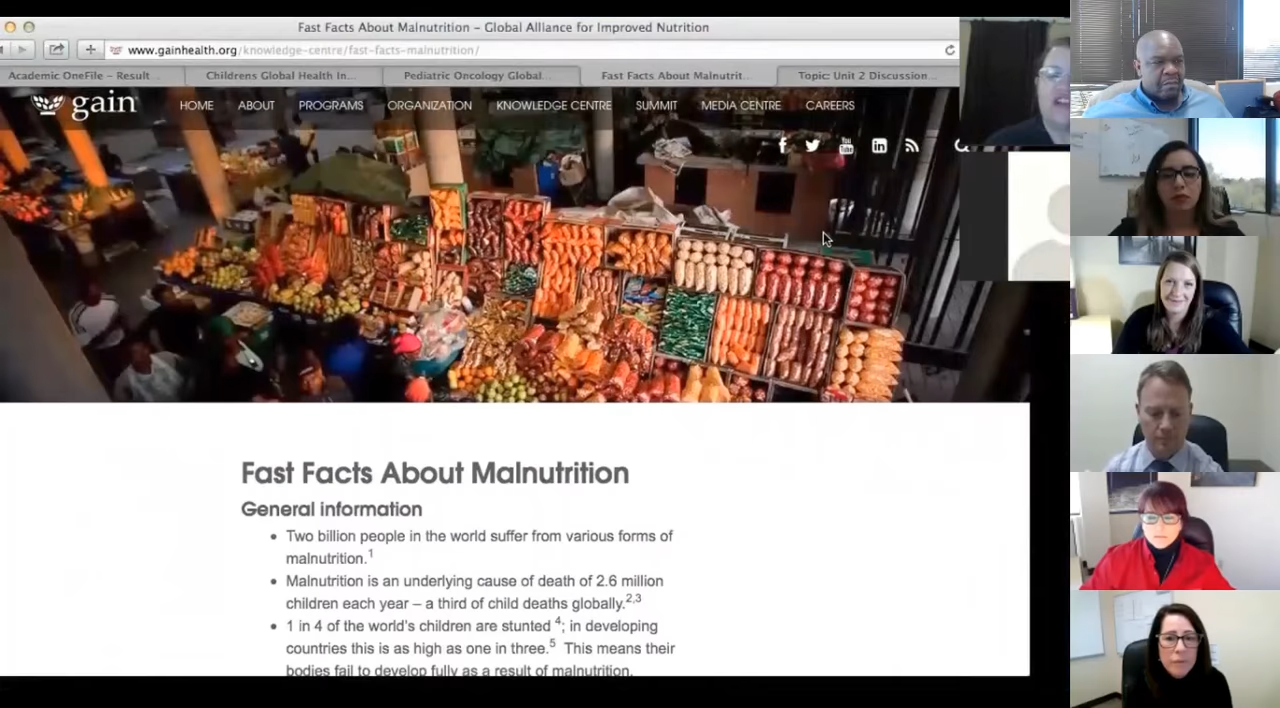 Fast Facts About Malnutrition – Global Alliance for Improved Nutrition
www.gainhealth.org/knowledge-centre/fast-facts-malnutrition/
Academic OneFile - Result ... Childrens Global Health In... Pediatric Oncology Global... Fast Facts About Malnutrit... Topic: Unit 2 Discussion...
gain HOME ABOUT PROGRAMS ORGANIZATION KNOWLEDGE CENTRE SUMMIT MEDIA CENTRE CAREERS
f You Tube in
Fast Facts About Malnutrition
General information
• Two billion people in the world suffer from various forms of
malnutrition.1
• Malnutrition is an underlying cause of death of 2.6 million
children each year – a third of child deaths globally.2,3
• 1 in 4 of the world's children are stunted 4; in developing
countries this is as high as one in three.5 This means their
bodies fail to develop fully as a result of malnutrition.